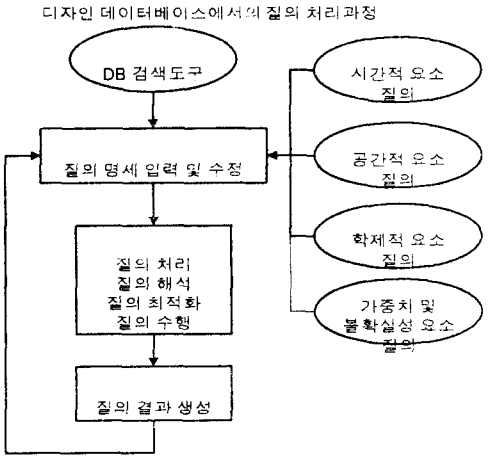 디자인 데이터베이스에서의 질의 처리과정
DB 검색도구
질의 명세 입력 및 수정
질의 처리
질의 해석
질의 최적화
질의 수행
질의 결과 생성
시간적 요소
질의
공간적 요소
질의
학제적 요소
질의
가중치 및
불확실성 요소
질의